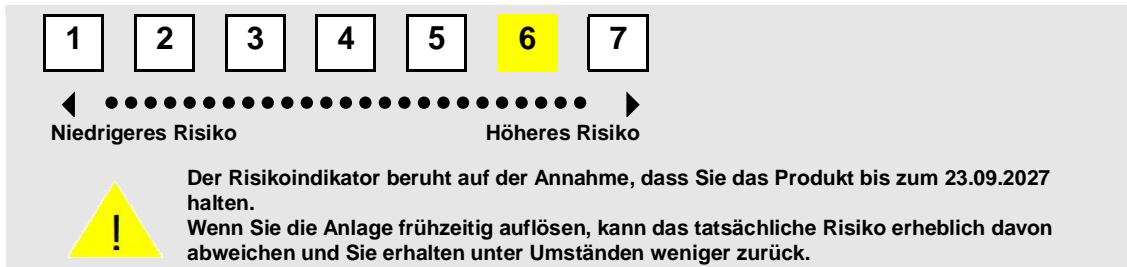 1 2 3 4 5 6 7
Niedrigeres Risiko Höheres Risiko
! Der Risikoindikator beruht auf der Annahme, dass Sie das Produkt bis zum 23.09.2027
halten.
Wenn Sie die Anlage frühzeitig auflösen, kann das tatsächliche Risiko erheblich davon
abweichen und Sie erhalten unter Umständen weniger zurück.